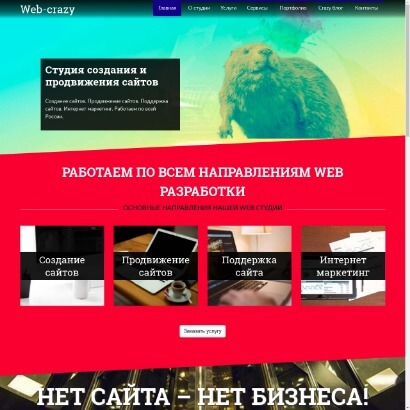 Web-crazy
Главная О студии Услуги Сервисы Портфолио Crazy блог Контакты
Студия создания и
продвижения сайтов
Создание сайтов. Продвижение сайтов. Поддержка
сайтов. Интернет маркетинг. Работаем по всей
России.
РАБОТАЕМ ПО ВСЕМ НАПРАВЛЕНИЯМ WEB
РАЗРАБОТКИ
ОСНОВНЫЕ НАПРАВЛЕНИЯ НАШЕЙ WEB СТУДИИ
Создание
сайтов
Продвижение
сайтов
Поддержка
сайта
Интернет
маркетинг
Заказать услугу
НЕТ САЙТА – НЕТ БИЗНЕСА!